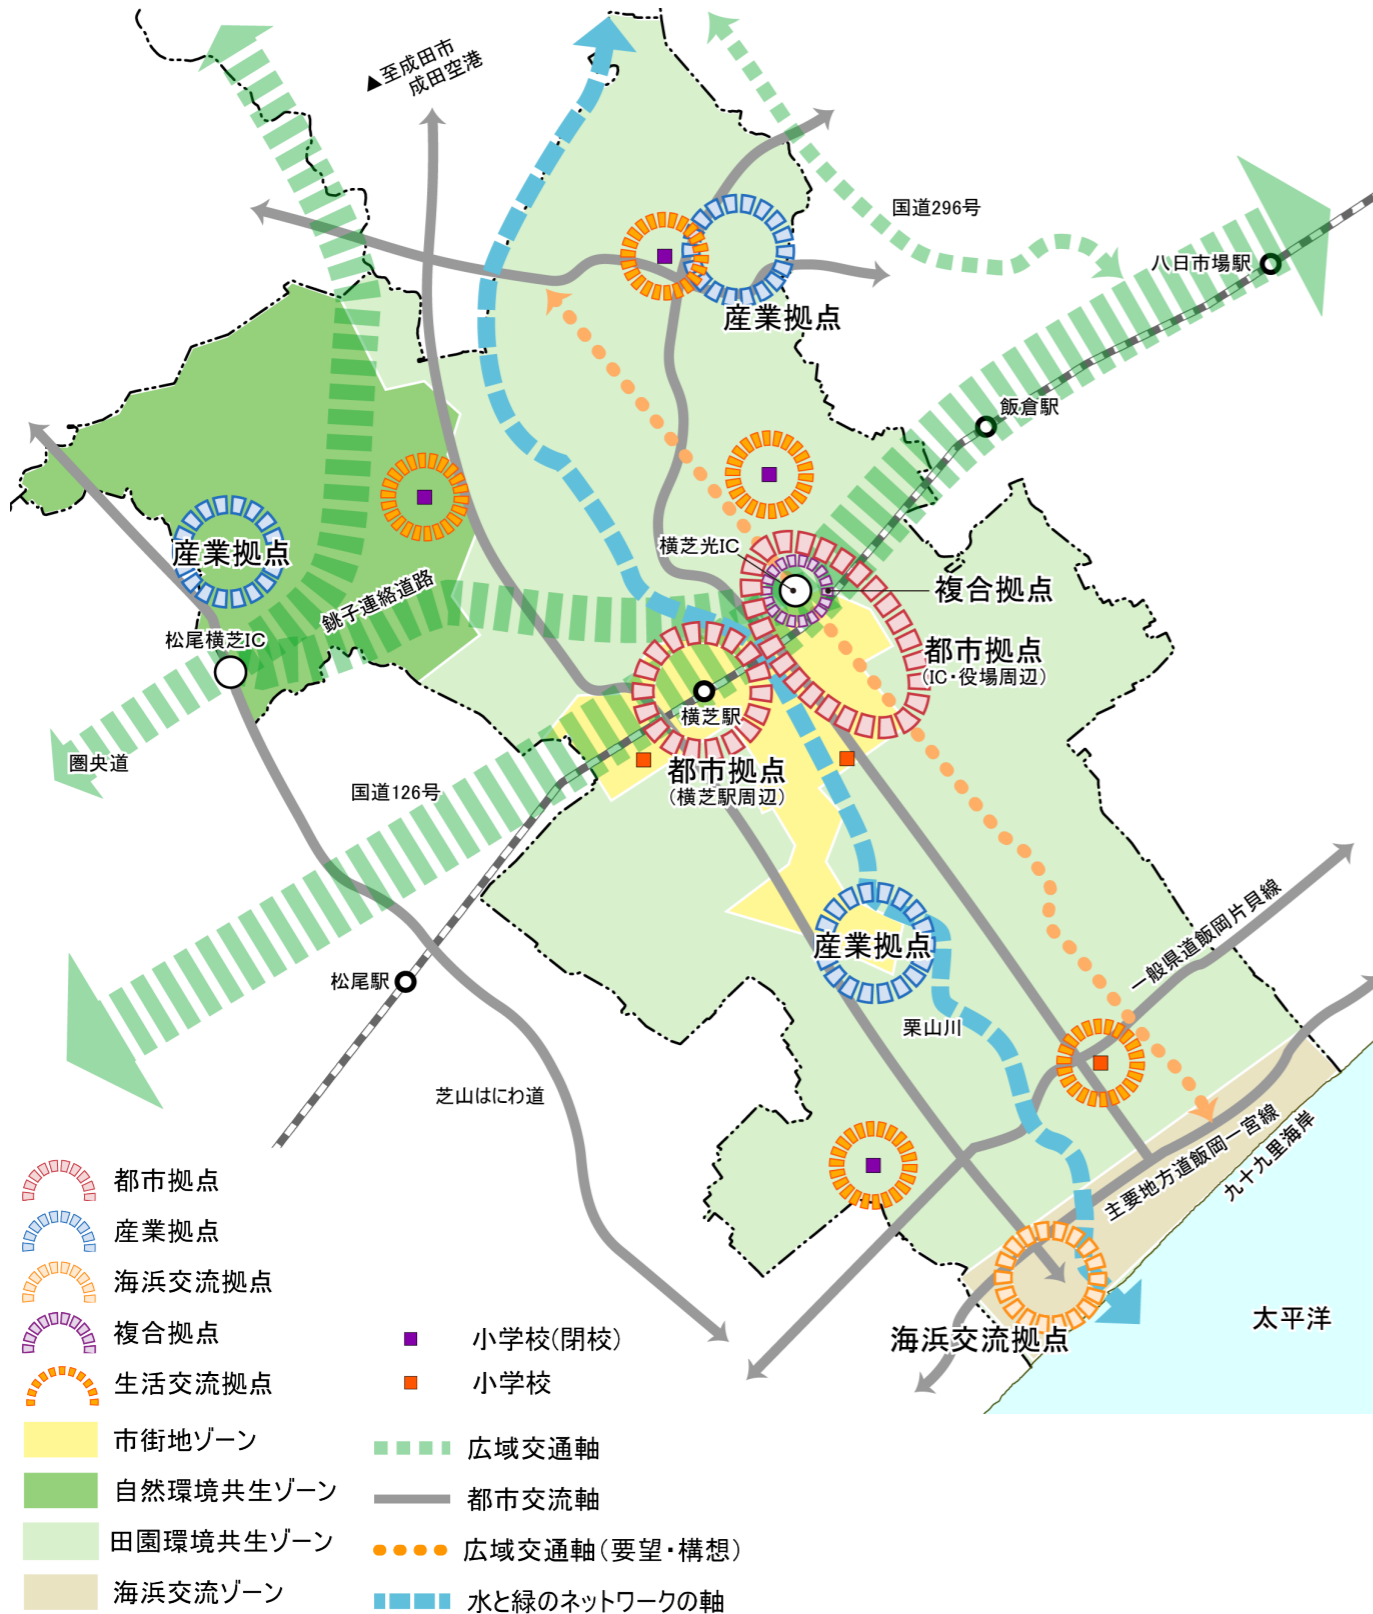 ▲至成田市
成田空港
国道296号
八日市場駅
産業拠点
飯倉駅
産業拠点
横芝光IC
複合拠点
銚子連絡道路
松尾横芝IC
都市拠点
(IC・役場周辺)
横芝駅
圏央道
都市拠点
(横芝駅周辺)
国道126号
産業拠点
一般県道飯岡片貝線
松尾駅
栗山川
芝山はにわ道
主要地方道飯岡一宮線
九十九里海岸
太平洋
海浜交流拠点
都市拠点
産業拠点
海浜交流拠点
複合拠点
生活交流拠点
市街地ゾーン
自然環境共生ゾーン
田園環境共生ゾーン
海浜交流ゾーン
小学校(閉校)
小学校
広域交通軸
都市交流軸
広域交通軸(要望・構想)
水と緑のネットワークの軸